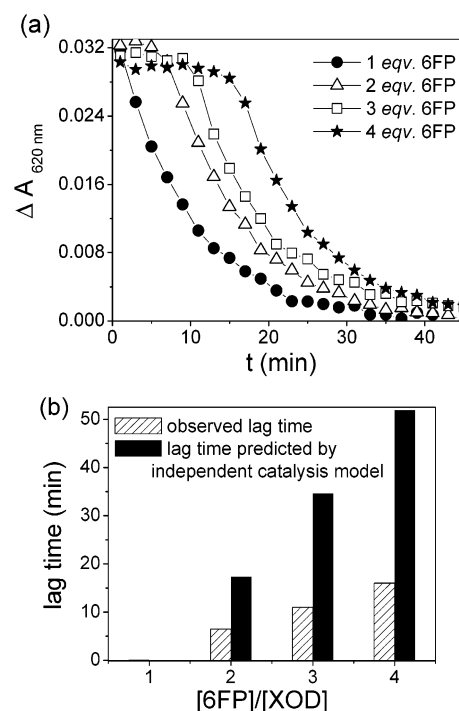 (a)
0.032
0.024
0.016
0.008
0.000
Δ A 620 nm
1 eqv. 6FP
2 eqv. 6FP
3 eqv. 6FP
4 eqv. 6FP
0 10 20 30 40
t (min)
(b)
50
40
30
20
10
0
lag time (min)
observed lag time
lag time predicted by
independent catalysis model
1 2 3 4
[6FP]/[XOD]